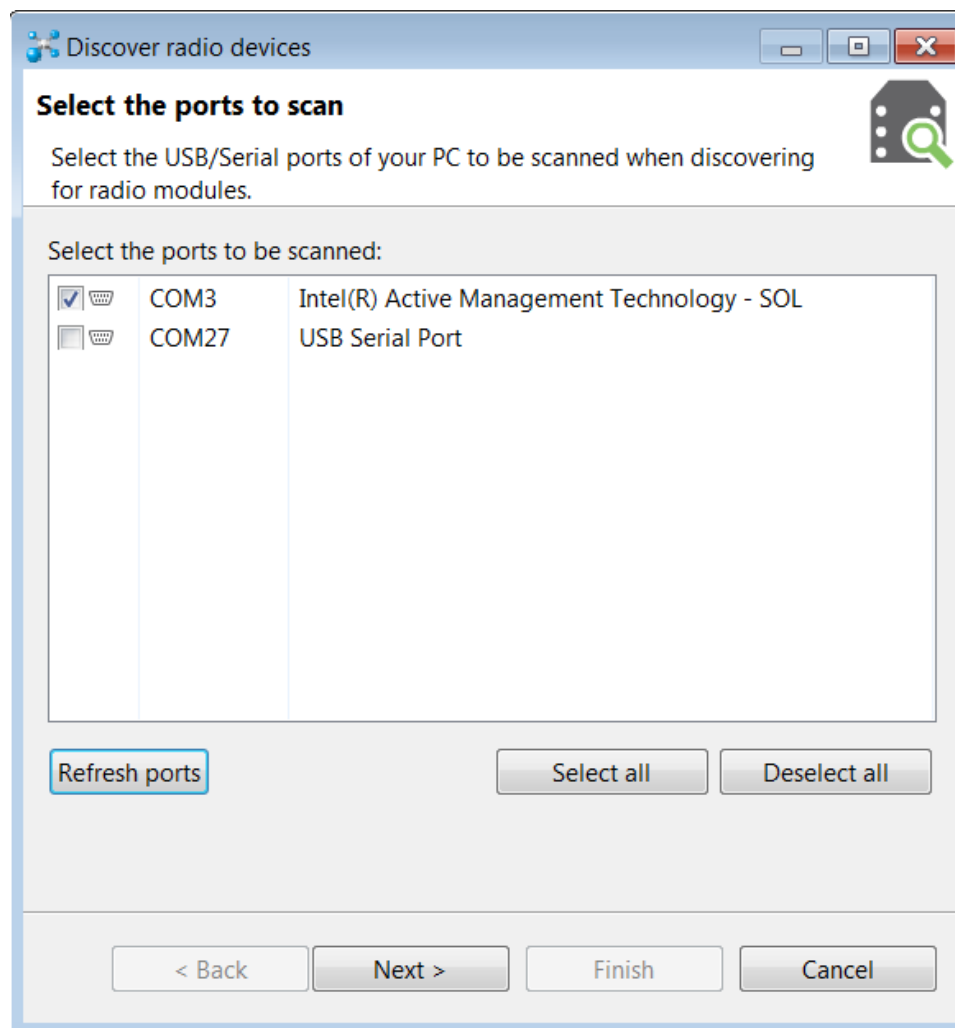 Discover radio devices
Select the ports to scan
Select the USB/Serial ports of your PC to be scanned when discovering
for radio modules.
Select the ports to be scanned:
COM3 Intel(R) Active Management Technology - SOL
COM27 USB Serial Port
Refresh ports Select all Deselect all
< Back Next > Finish Cancel